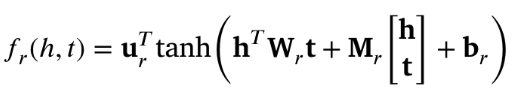 f_r(h, t) = u_r^T tanh(h^T W_r t + M_r [h t] + b_r)